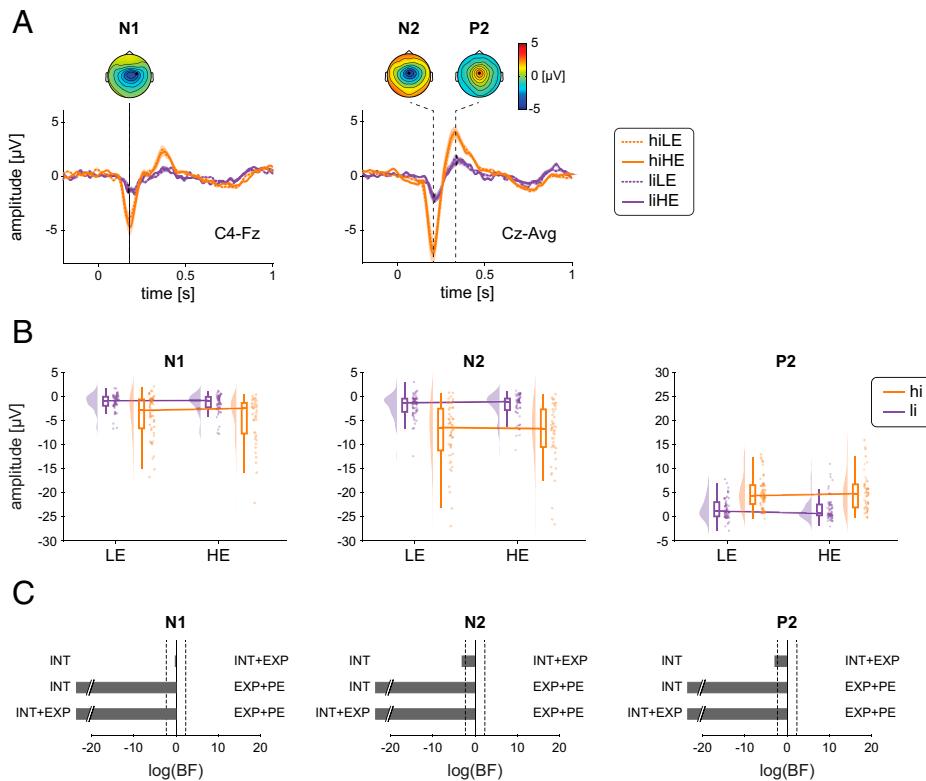 A
N1
N2 P2
5
0 [µV]
-5
amplitude [µV]
5
0
-5
C4-Fz
0 0.5 1
time [s]
5
0
-5
Cz-Avg
0 0.5 1
time [s]
hiLE
hiHE
liLE
liHE
B
N1
N2
P2
amplitude [µV]
5
0
-5
-10
-15
-20
-25
-30
LE HE
5
0
-5
-10
-15
-20
-25
-30
LE HE
30
25
20
15
10
5
0
-5
LE HE
hi
li
C
N1
N2
P2
INT INT+EXP
INT EXP+PE
INT+EXP EXP+PE
-20 -10 0 10 20
log(BF)
INT INT+EXP
INT EXP+PE
INT+EXP EXP+PE
-20 -10 0 10 20
log(BF)
INT INT+EXP
INT EXP+PE
INT+EXP EXP+PE
-20 -10 0 10 20
log(BF)